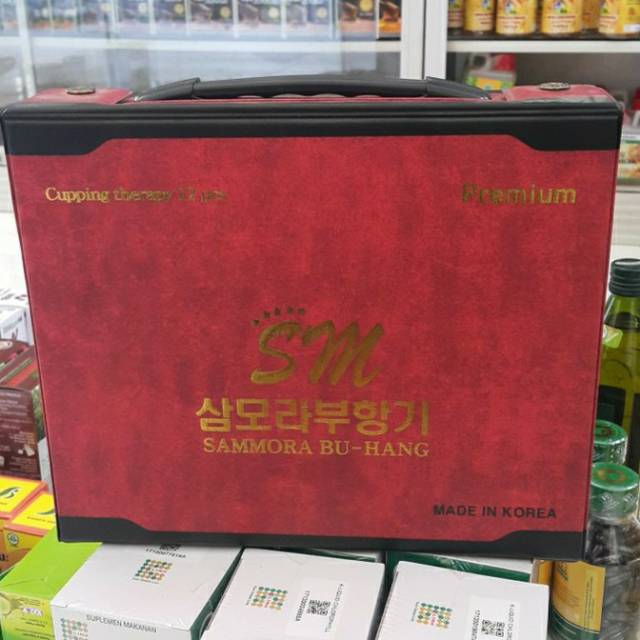 Cupping therapy 12 pcs
Premium
SM
삼모라부항기
SAMMORA BU-HANG
MADE IN KOREA
SUPLEMEN MAKANAN